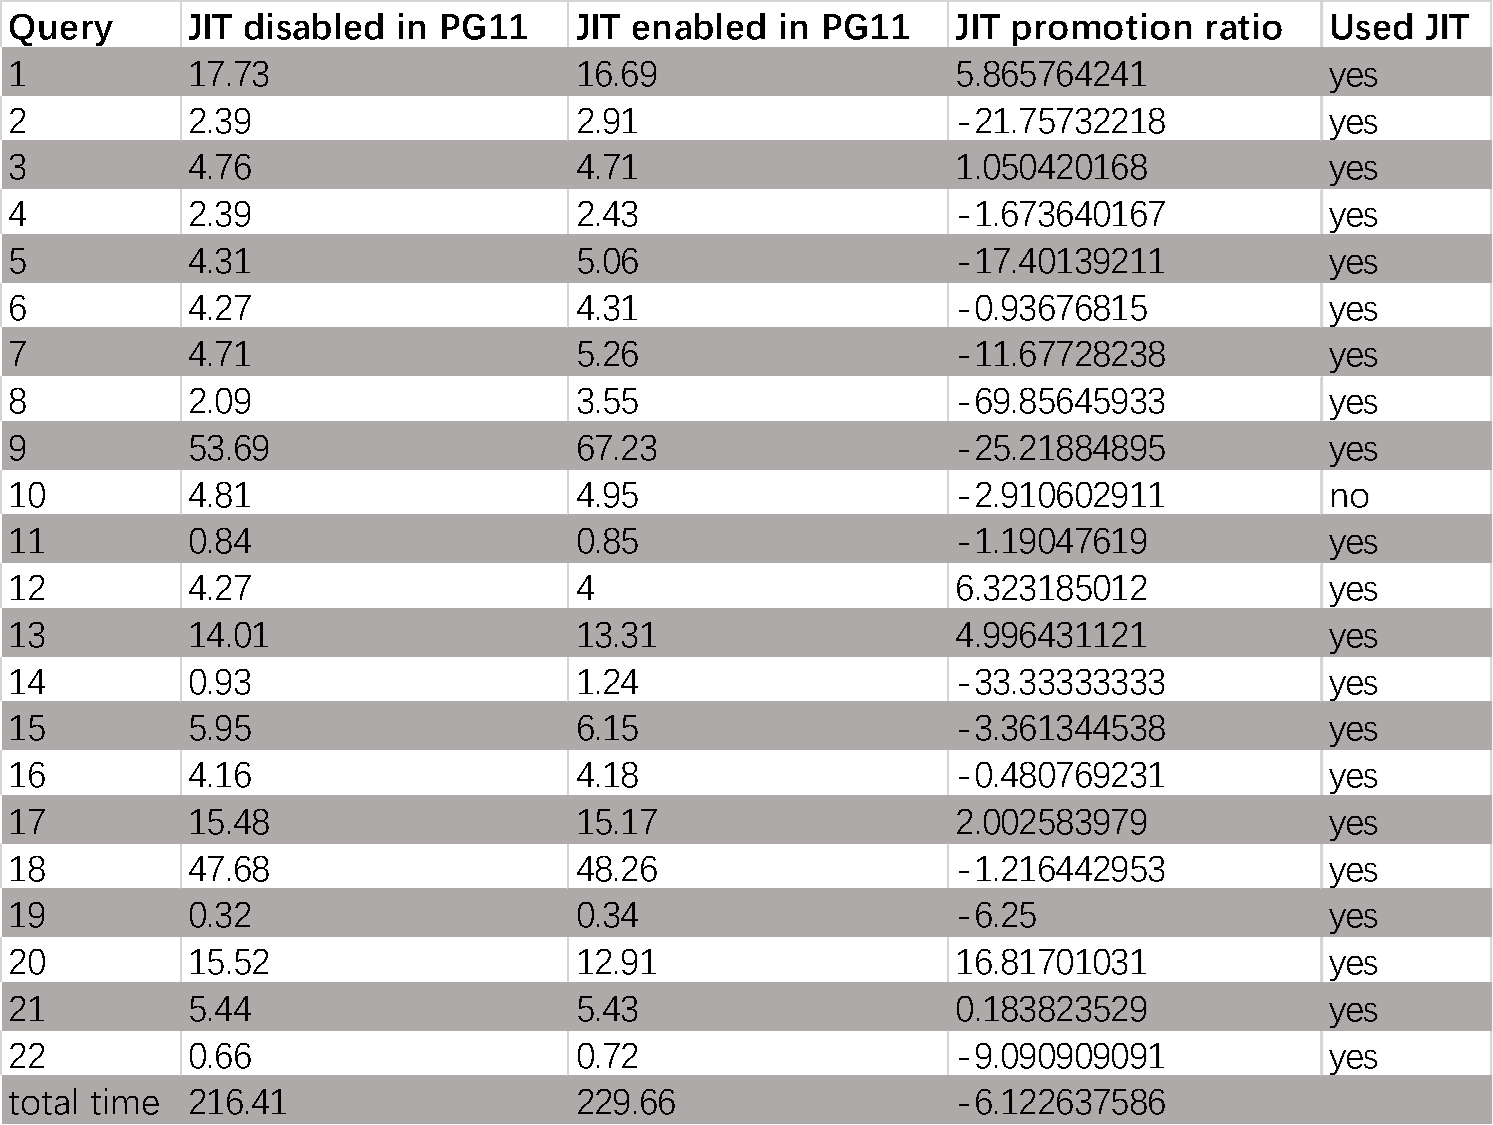 Query JIT disabled in PG11 JIT enabled in PG11 JIT promotion ratio Used JIT
1 17.73 16.69 5.865764241 yes
2 2.39 2.91 -21.75732218 yes
3 4.76 4.71 1.050420168 yes
4 2.39 2.43 -1.673640167 yes
5 4.31 5.06 -17.40139211 yes
6 4.27 4.31 -0.93676815 yes
7 4.71 5.26 -11.67728238 yes
8 2.09 3.55 -69.85645933 yes
9 53.69 67.23 -25.21884895 yes
10 4.81 4.95 -2.910602911 no
11 0.84 0.85 -1.19047619 yes
12 4.27 4 6.323185012 yes
13 14.01 13.31 4.996431121 yes
14 0.93 1.24 -33.33333333 yes
15 5.95 6.15 -3.361344538 yes
16 4.16 4.18 -0.480769231 yes
17 15.48 15.17 2.002583979 yes
18 47.68 48.26 -1.216442953 yes
19 0.32 0.34 -6.25 yes
20 15.52 12.91 16.81701031 yes
21 5.44 5.43 0.183823529 yes
22 0.66 0.72 -9.090909091 yes
total time 216.41 229.66 -6.122637586